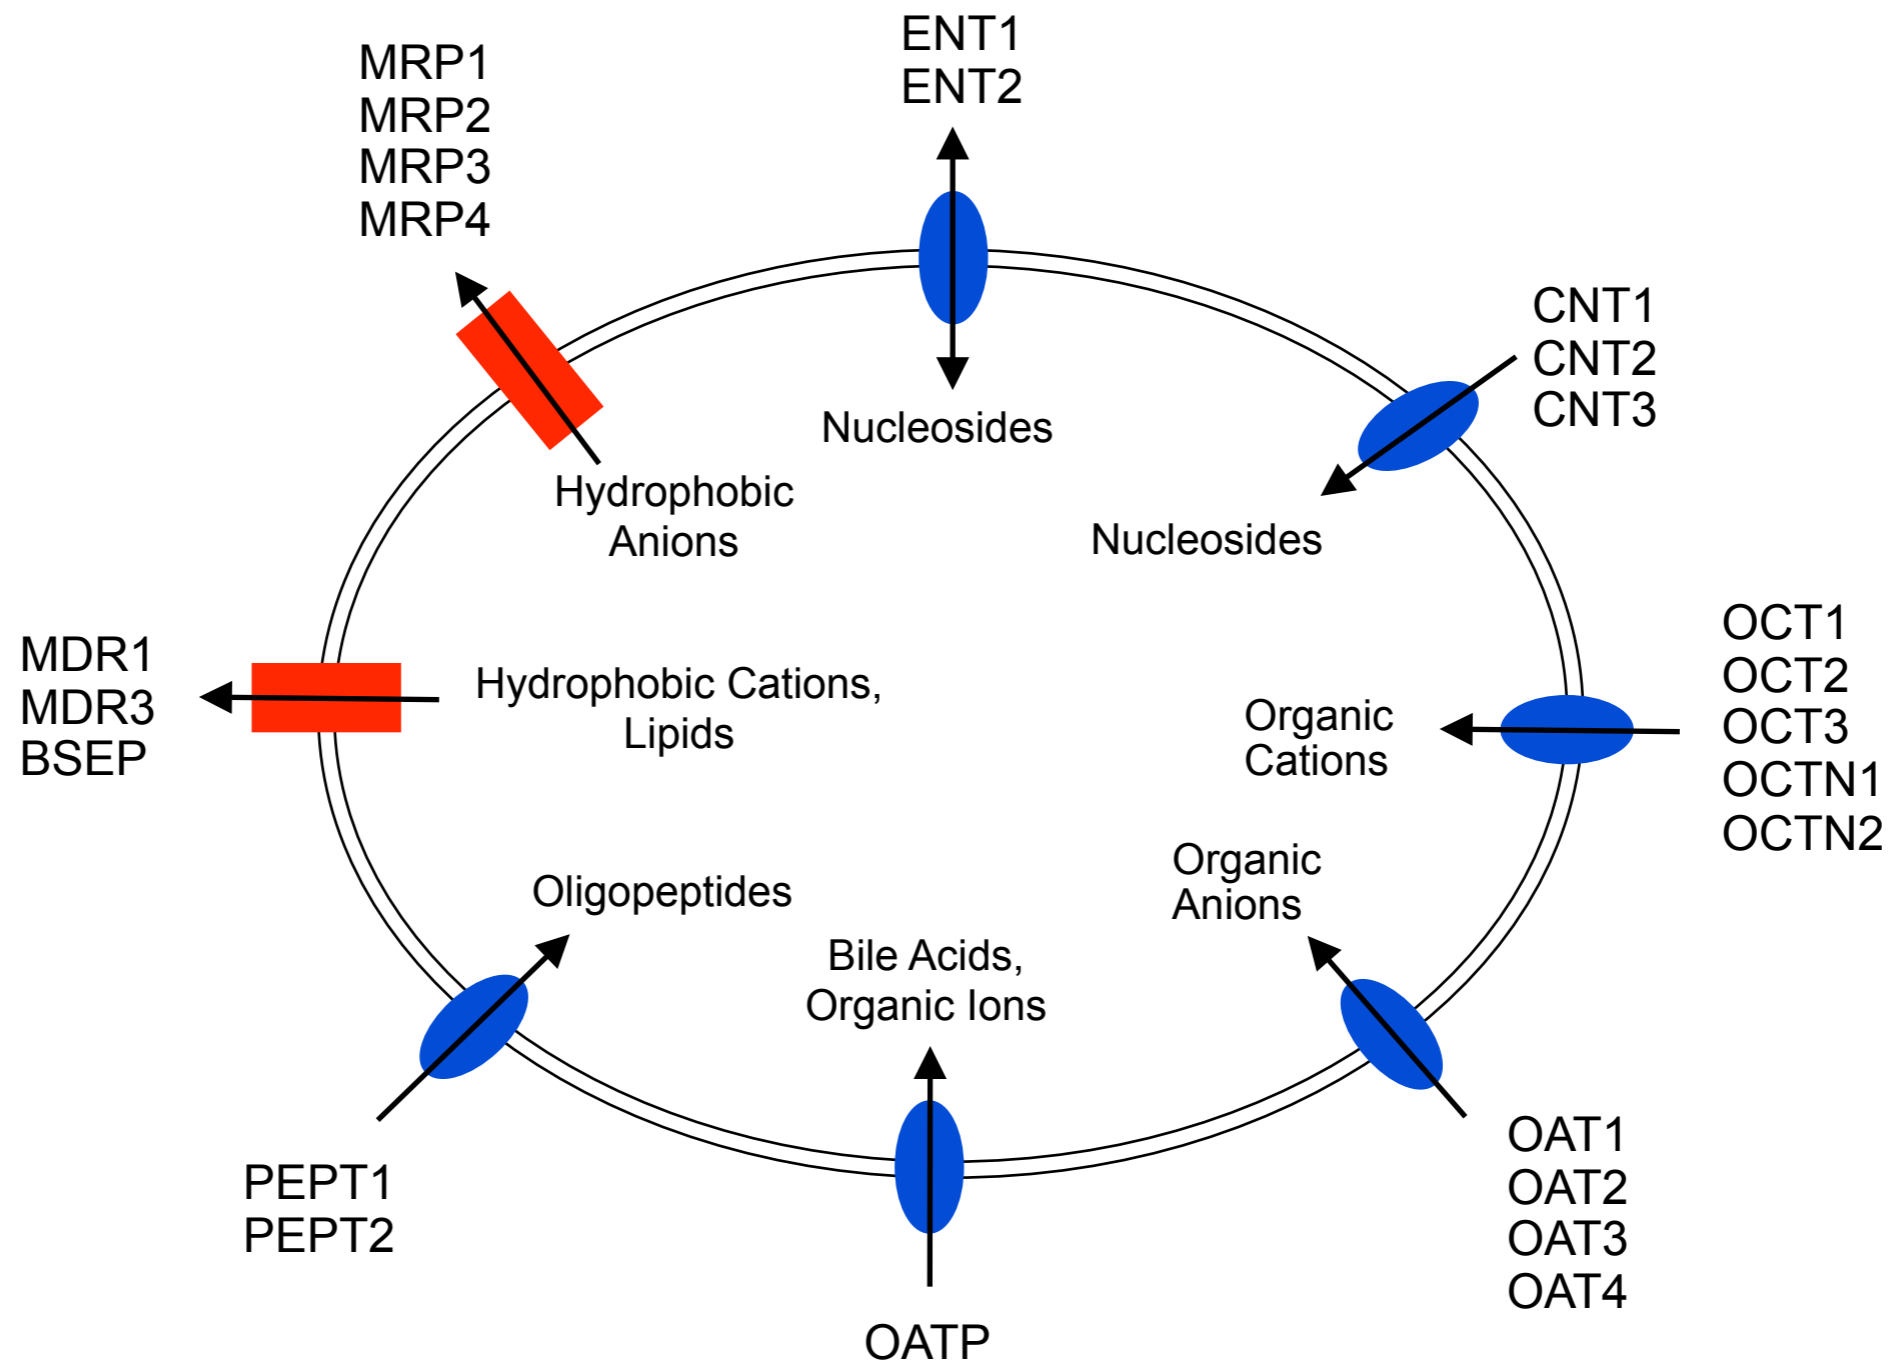 ENT1
ENT2
MRP1
MRP2
MRP3
MRP4
CNT1
CNT2
CNT3
Nucleosides
Hydrophobic
Anions
Nucleosides
OCT1
OCT2
OCT3
OCTN1
OCTN2
MDR1
MDR3
BSEP
Hydrophobic Cations,
Lipids
Organic
Cations
Organic
Anions
Oligopeptides
Bile Acids,
Organic Ions
PEPT1
PEPT2
OAT1
OAT2
OAT3
OAT4
OATP